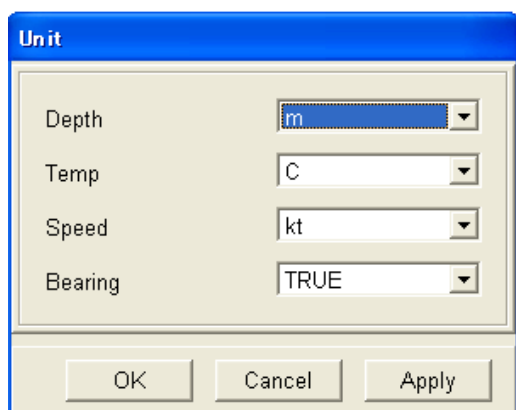 Unit
Depth m
Temp C
Speed kt
Bearing TRUE
OK Cancel Apply